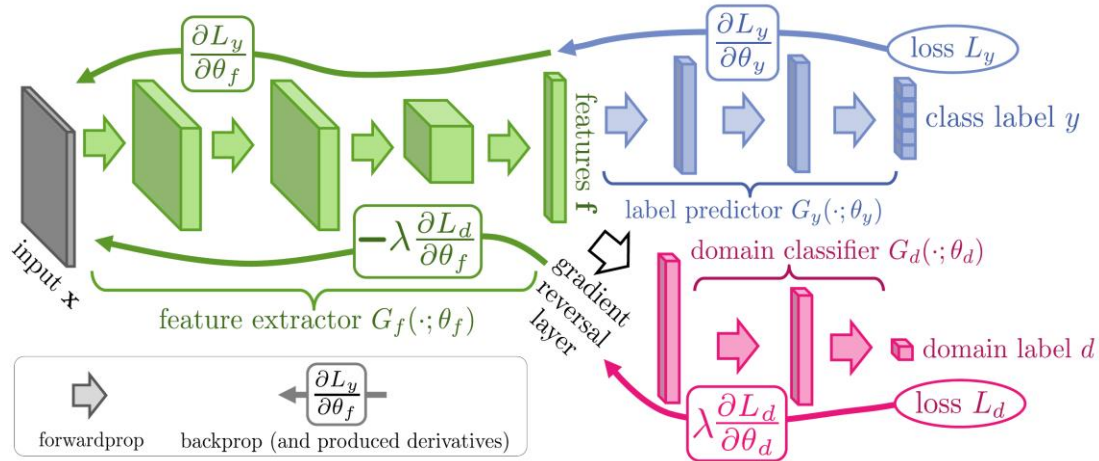 ∂L_y/∂θ_f
∂L_y/∂θ_y
loss L_y
features f
class label y
label predictor G_y(·; θ_y)
input x
−λ ∂L_d/∂θ_f
feature extractor G_f(·; θ_f)
gradient
reversal
layer
domain classifier G_d(·; θ_d)
domain label d
λ ∂L_d/∂θ_d
loss L_d
forwardprop
∂L_y/∂θ_f
backprop (and produced derivatives)